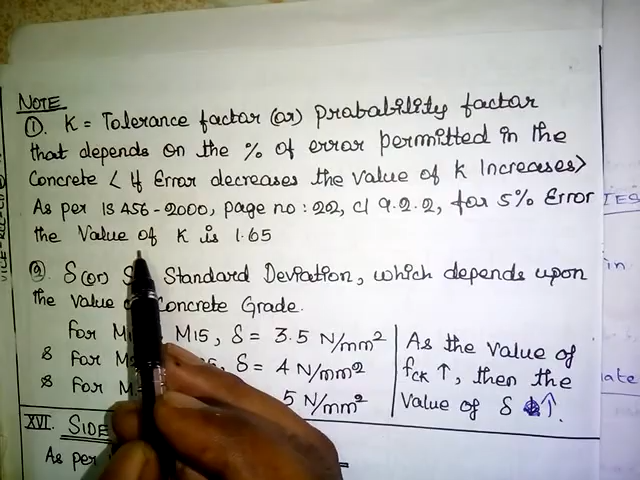 NOTE
①. K = Tolerance factor (or) probability factor
that depends on the % of error permitted in the
Concrete < If Error decreases the value of K Increases>
As per IS 456-2000, page no: 22, cl 9.2.2, for 5% Error
the Value of K is 1.65
②. S (or) Standard Deviation, which depends upon
the value Concrete Grade.
For M15, S = 3.5 N/mm²
& For S = 4 N/mm²
& For 5 N/mm²
As the value of
fck ↑, then the
Value of S ↑.
XVI. SIDE
As per